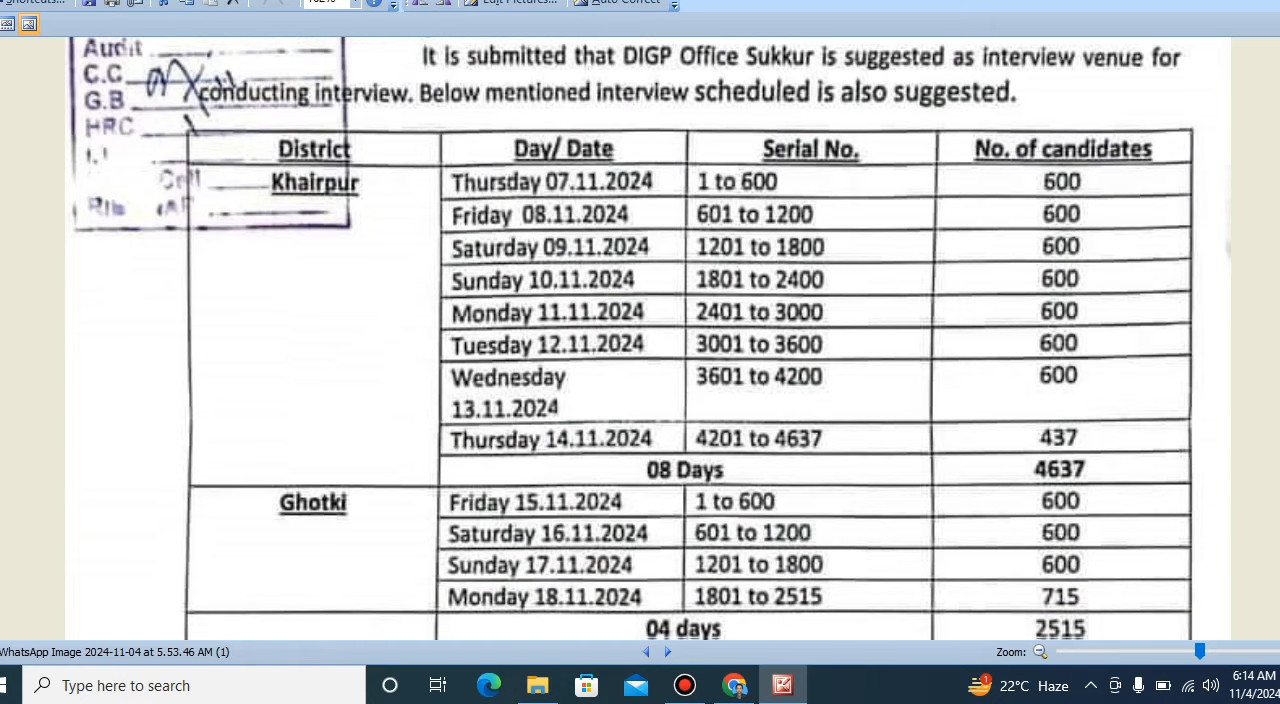 Edit Pictures...
Auto Correct
Audit
C.C
G.B
HRC
It is submitted that DIGP Office Sukkur is suggested as interview venue for
conducting interview. Below mentioned interview scheduled is also suggested.
District Day/ Date Serial No. No. of candidates
Khairpur Thursday 07.11.2024 1 to 600 600
Friday 08.11.2024 601 to 1200 600
Saturday 09.11.2024 1201 to 1800 600
Sunday 10.11.2024 1801 to 2400 600
Monday 11.11.2024 2401 to 3000 600
Tuesday 12.11.2024 3001 to 3600 600
Wednesday 3601 to 4200 600
13.11.2024
Thursday 14.11.2024 4201 to 4637 437
08 Days 4637
Ghotki Friday 15.11.2024 1 to 600 600
Saturday 16.11.2024 601 to 1200 600
Sunday 17.11.2024 1201 to 1800 600
Monday 18.11.2024 1801 to 2515 715
04 days 2515
WhatsApp Image 2024-11-04 at 5.53.46 AM (1) Zoom:
Type here to search 1 22°C Haze 6:14 AM
11/4/2024